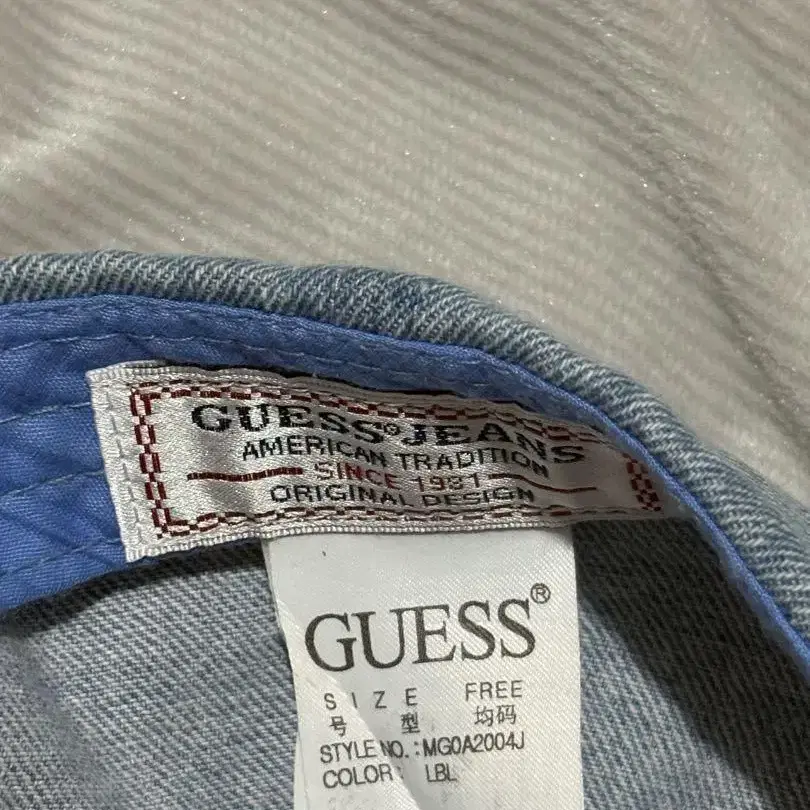 GUESS® JEANS
AMERICAN TRADITION
SINCE 1981
ORIGINAL DESIGN
GUESS®
SIZE FREE
号 型 均码
STYLE NO.:MG0A2004J
COLOR: LBL